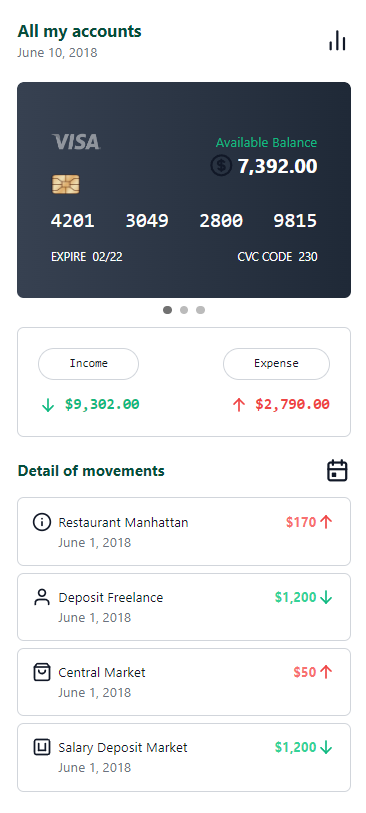 All my accounts
June 10, 2018
VISA
Available Balance
$ 7,392.00
4201 3049 2800 9815
EXPIRE 02/22 CVC CODE 230
Income Expense
$9,302.00 $2,790.00
Detail of movements
Restaurant Manhattan $170
June 1, 2018
Deposit Freelance $1,200
June 1, 2018
Central Market $50
June 1, 2018
Salary Deposit Market $1,200
June 1, 2018